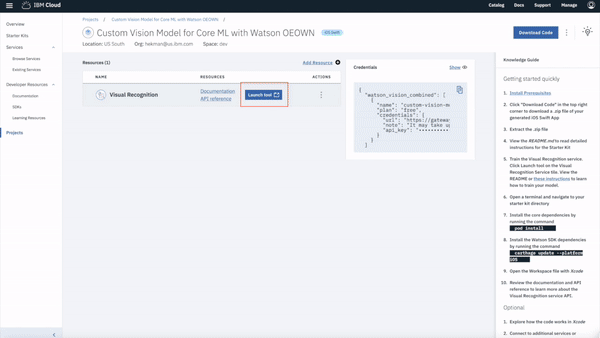 IBM Cloud
Catalog Docs Support Manage
Overview
Starter Kits
Services
Browse Services
Existing Services
Developer Resources
Documentation
SDKs
Learning Resources
Projects
Projects / Custom Vision Model for Core ML with Watson OEOWN
Custom Vision Model for Core ML with Watson OEOWN
iOS Swift
Location: US South Org: hekman@us.ibm.com Space: dev
Download Code
Resources (1)
Add Resource
NAME RESOURCES ACTIONS
Visual Recognition
Documentation
API reference
Launch tool
Credentials
Show
{
"watson_vision_combined": [
{
"name": "custom-vision-mo
"plan": "free",
"credentials": {
"url": "https://gatew
"note": "It may take up
"api_key": "••••••••••
}
}
]
}
Knowledge Guide
Getting started quickly
1. Install Prerequisites
2. Click "Download Code" in the top right
corner to download a .zip file of your
generated iOS Swift App
3. Extract the .zip file
4. View the README.md to read detailed
instructions for the Starter Kit
5. Train the Visual Recognition service.
Click Launch tool on the Visual
Recognition Service tile. View the
README or these instructions to learn
how to train your model.
6. Open a terminal and navigate to your
starter kit directory
7. Install the core dependencies by
running the command
pod install
8. Install the Watson SDK dependencies
by running the command
carthage update --platform
iOS
9. Open the Workspace file with Xcode
10. Review the documentation and API
reference to learn more about the
Visual Recognition service API.
Optional
1. Explore how the code works in Xcode
2. Connect to additional services or